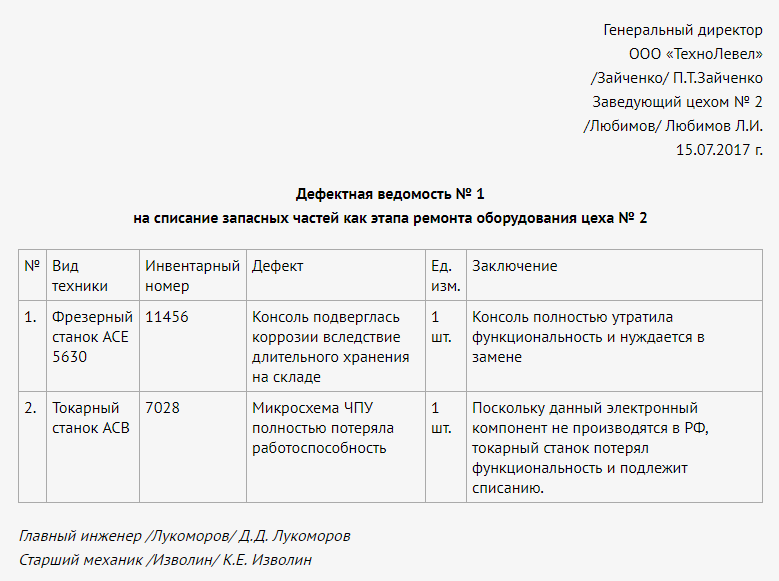 Генеральный директор
ООО «ТехноЛевел»
/Зайченко/ П.Т.Зайченко
Заведующий цехом № 2
/Любимов/ Любимов Л.И.
15.07.2017 г.
Дефектная ведомость № 1
на списание запасных частей как этапа ремонта оборудования цеха № 2
№
Вид
техники
Инвентарный
номер
Дефект
Ед.
изм.
Заключение
1.
Фрезерный
станок АСЕ
5630
11456
Консоль подверглась
коррозии вследствие
длительного хранения
на складе
1
шт.
Консоль полностью утратила
функциональность и нуждается в
замене
2.
Токарный
станок АСВ
7028
Микросхема ЧПУ
полностью потеряла
работоспособность
1
шт.
Поскольку данный электронный
компонент не производятся в РФ,
токарный станок потерял
функциональность и подлежит
списанию.
Главный инженер /Лукоморов/ Д.Д. Лукоморов
Старший механик /Изволин/ К.Е. Изволин